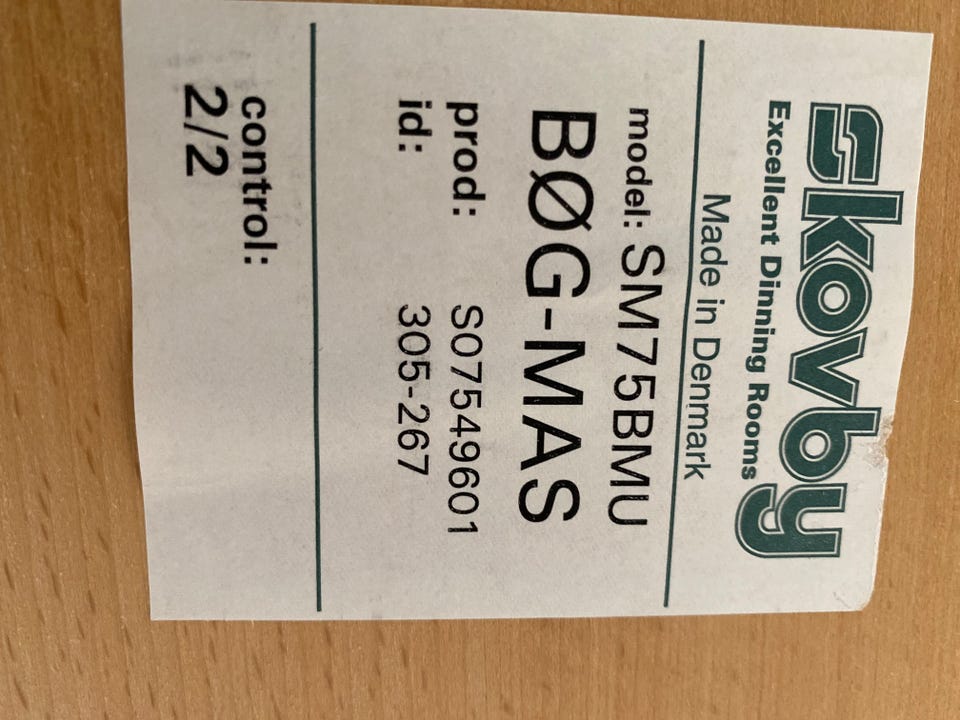 skovby
Excellent Dinning Rooms
Made in Denmark
model: SM75BMU
BØG-MAS
prod: S07549601
id: 305-267
control:
2/2